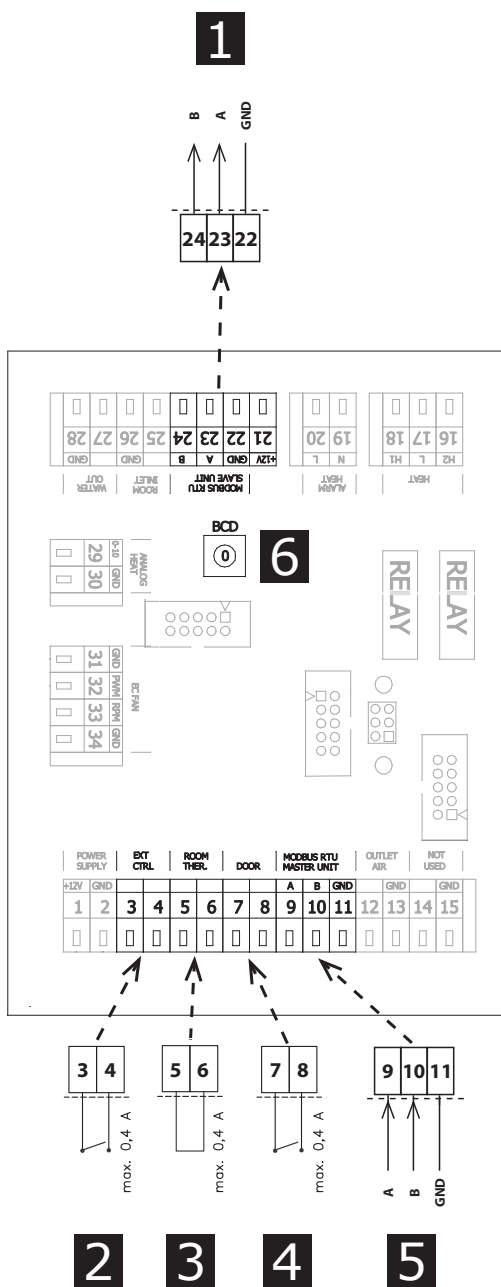 1
B A GND
24 23 22
28 27 26 25 24 23 22 21
GND GND B A GND +12V
WATER OUT
ROOM INLET
MODBUS RTU
SLAVE UNIT
20 19
L N
ALARM HEAT
18 17 16
H1 L H2
HEAT
BCD
0
6
29 0-10
30 GND
ANALOG HEAT
31 GND
32 PWM
33 RPM
34 GND
EC FAN
RELAY RELAY
POWER SUPPLY
EXT CTRL
ROOM THER.
DOOR
MODBUS RTU
MASTER UNIT
OUTLET AIR
NOT USED
+12V GND A B GND GND GND
1 2 3 4 5 6 7 8 9 10 11 12 13 14 15
3 4
max. 0,4 A
5 6
max. 0,4 A
7 8
max. 0,4 A
9 10 11
A B GND
2 3 4 5